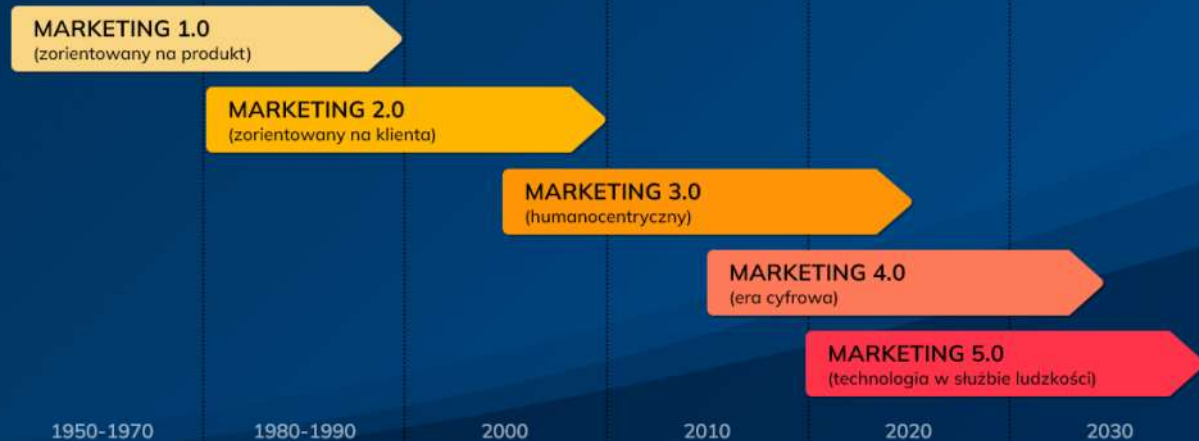 MARKETING 1.0
(zorientowany na produkt)
MARKETING 2.0
(zorientowany na klienta)
MARKETING 3.0
(humanocentryczny)
MARKETING 4.0
(era cyfrowa)
MARKETING 5.0
(technologia w służbie ludzkości)
1950-1970 1980-1990 2000 2010 2020 2030